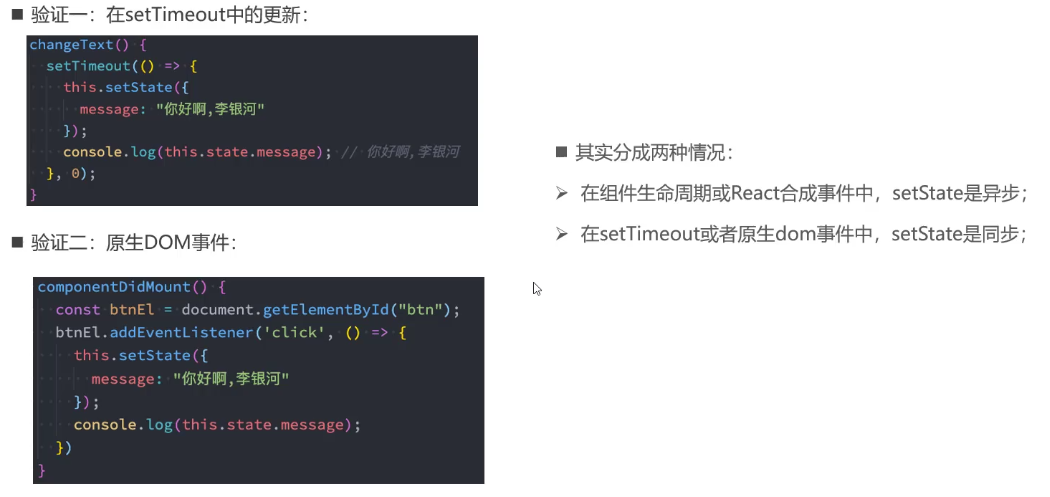 ■ 验证一：在setTimeout中的更新：
changeText() {
setTimeout(() => {
this.setState({
message: "你好啊,李银河"
});
console.log(this.state.message); // 你好啊,李银河
}, 0);
}
■ 验证二：原生DOM事件：
componentDidMount() {
const btnEl = document.getElementById("btn");
btnEl.addEventListener('click', () => {
this.setState({
message: "你好啊,李银河"
});
console.log(this.state.message);
})
}
■ 其实分成两种情况：
➢ 在组件生命周期或React合成事件中，setState是异步；
➢ 在setTimeout或者原生dom事件中，setState是同步；